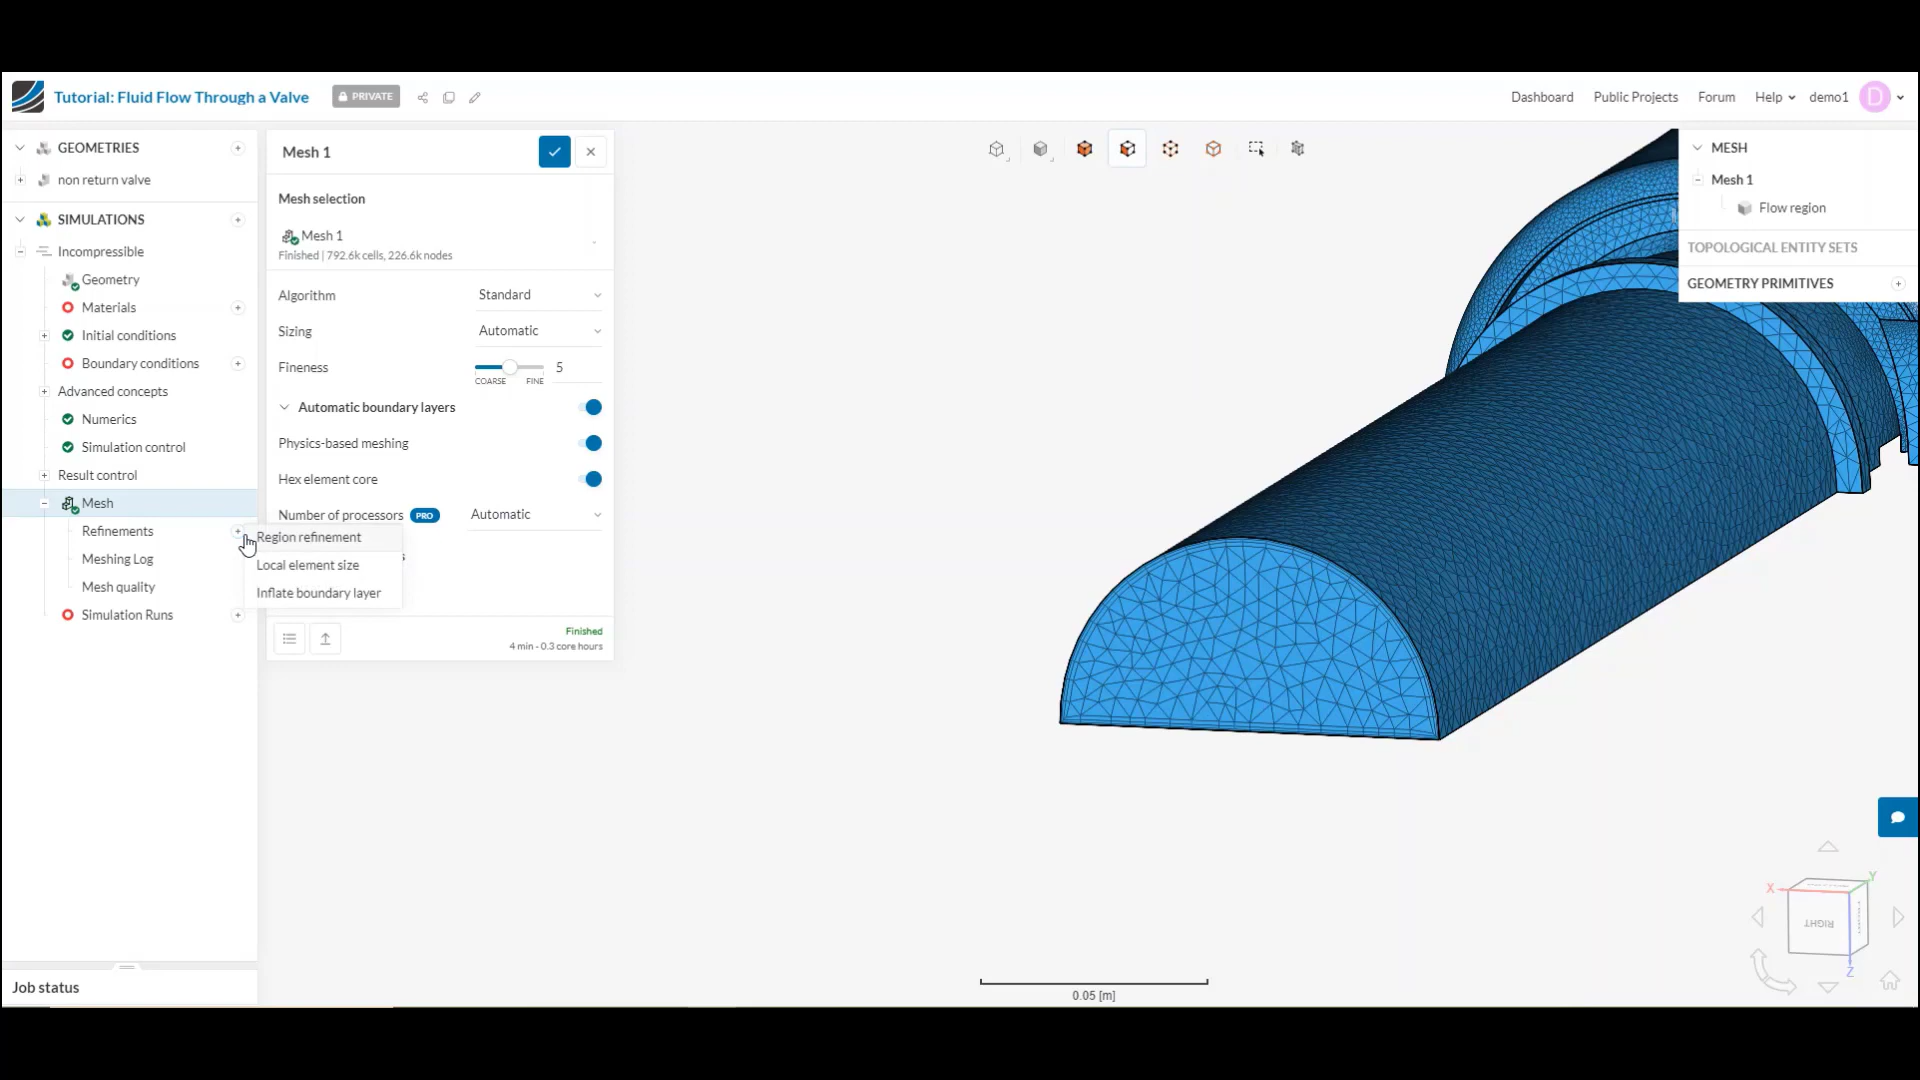 Tutorial: Fluid Flow Through a Valve
PRIVATE
Dashboard
Public Projects
Forum
Help
demo1
D
GEOMETRIES
non return valve
SIMULATIONS
Incompressible
Geometry
Materials
Initial conditions
Boundary conditions
Advanced concepts
Numerics
Simulation control
Result control
Mesh
Refinements
Meshing Log
Mesh quality
Simulation Runs
Job status
Mesh 1
Mesh selection
Mesh 1
Finished | 792.6k cells, 226.6k nodes
Algorithm
Standard
Sizing
Automatic
Fineness
5
COARSE
FINE
Automatic boundary layers
Physics-based meshing
Hex element core
Number of processors
PRO
Automatic
Region refinement
Local element size
Inflate boundary layer
Finished
4 min - 0.3 core hours
MESH
Mesh 1
Flow region
TOPOLOGICAL ENTITY SETS
GEOMETRY PRIMITIVES
0.05 [m]
X
Y
RIGHT
Z